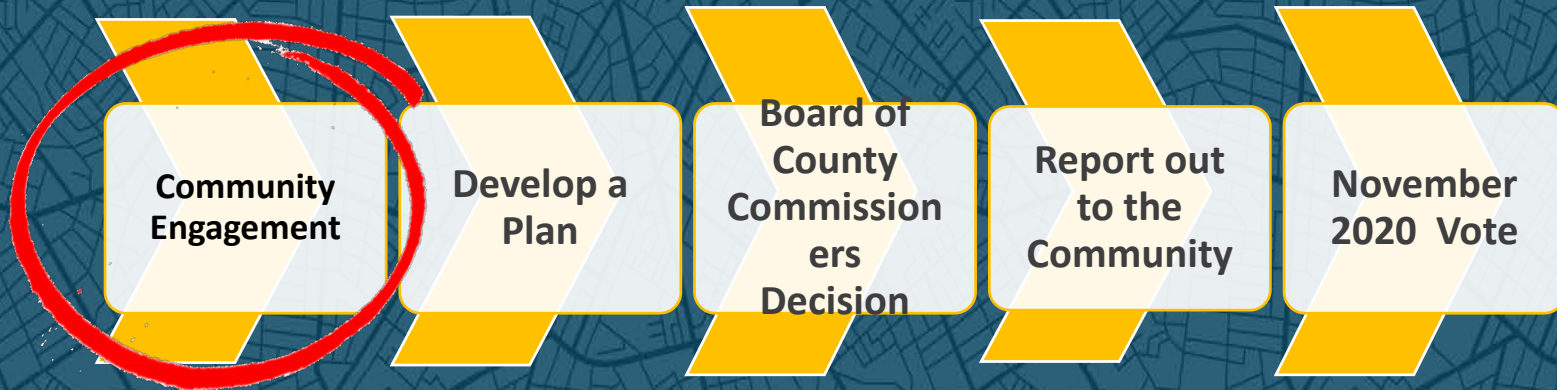 Community
Engagement
Develop a
Plan
Board of
County
Commission
ers
Decision
Report out
to the
Community
November
2020 Vote